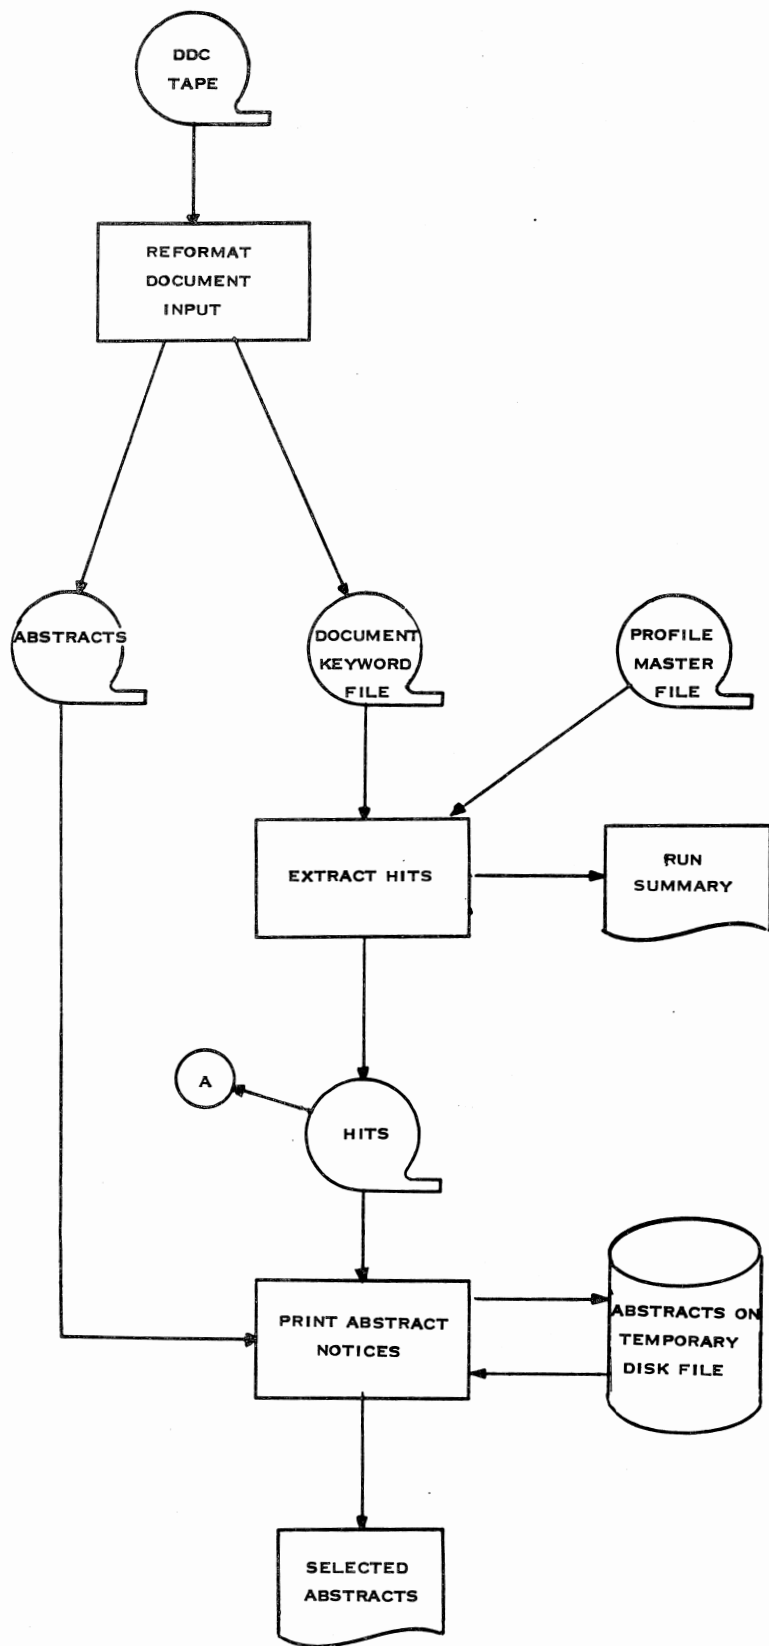 DDC
TAPE
REFORMAT
DOCUMENT
INPUT
ABSTRACTS
DOCUMENT
KEYWORD
FILE
PROFILE
MASTER
FILE
EXTRACT HITS
RUN
SUMMARY
A
HITS
PRINT ABSTRACT
NOTICES
ABSTRACTS ON
TEMPORARY
DISK FILE
SELECTED
ABSTRACTS